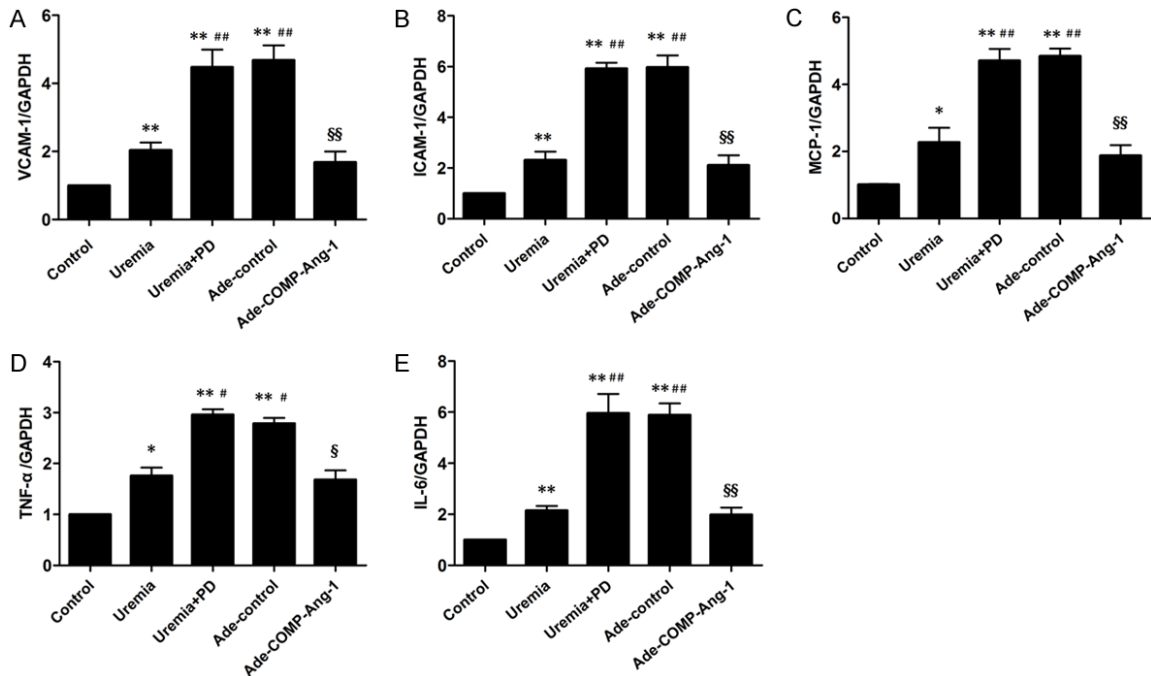 A
VCAM-1/GAPDH
6
4
2
0
**
** ##
** ##
§§
Control
Uremia
Uremia+PD
Ade-control
Ade-COMP-Ang-1
B
ICAM-1/GAPDH
8
6
4
2
0
**
** ##
** ##
§§
Control
Uremia
Uremia+PD
Ade-control
Ade-COMP-Ang-1
C
MCP-1/GAPDH
6
4
2
0
*
** ##
** ##
§§
Control
Uremia
Uremia+PD
Ade-control
Ade-COMP-Ang-1
D
TNF-α/GAPDH
4
3
2
1
0
*
** #
** #
§
Control
Uremia
Uremia+PD
Ade-control
Ade-COMP-Ang-1
E
IL-6/GAPDH
8
6
4
2
0
**
** ##
** ##
§§
Control
Uremia
Uremia+PD
Ade-control
Ade-COMP-Ang-1